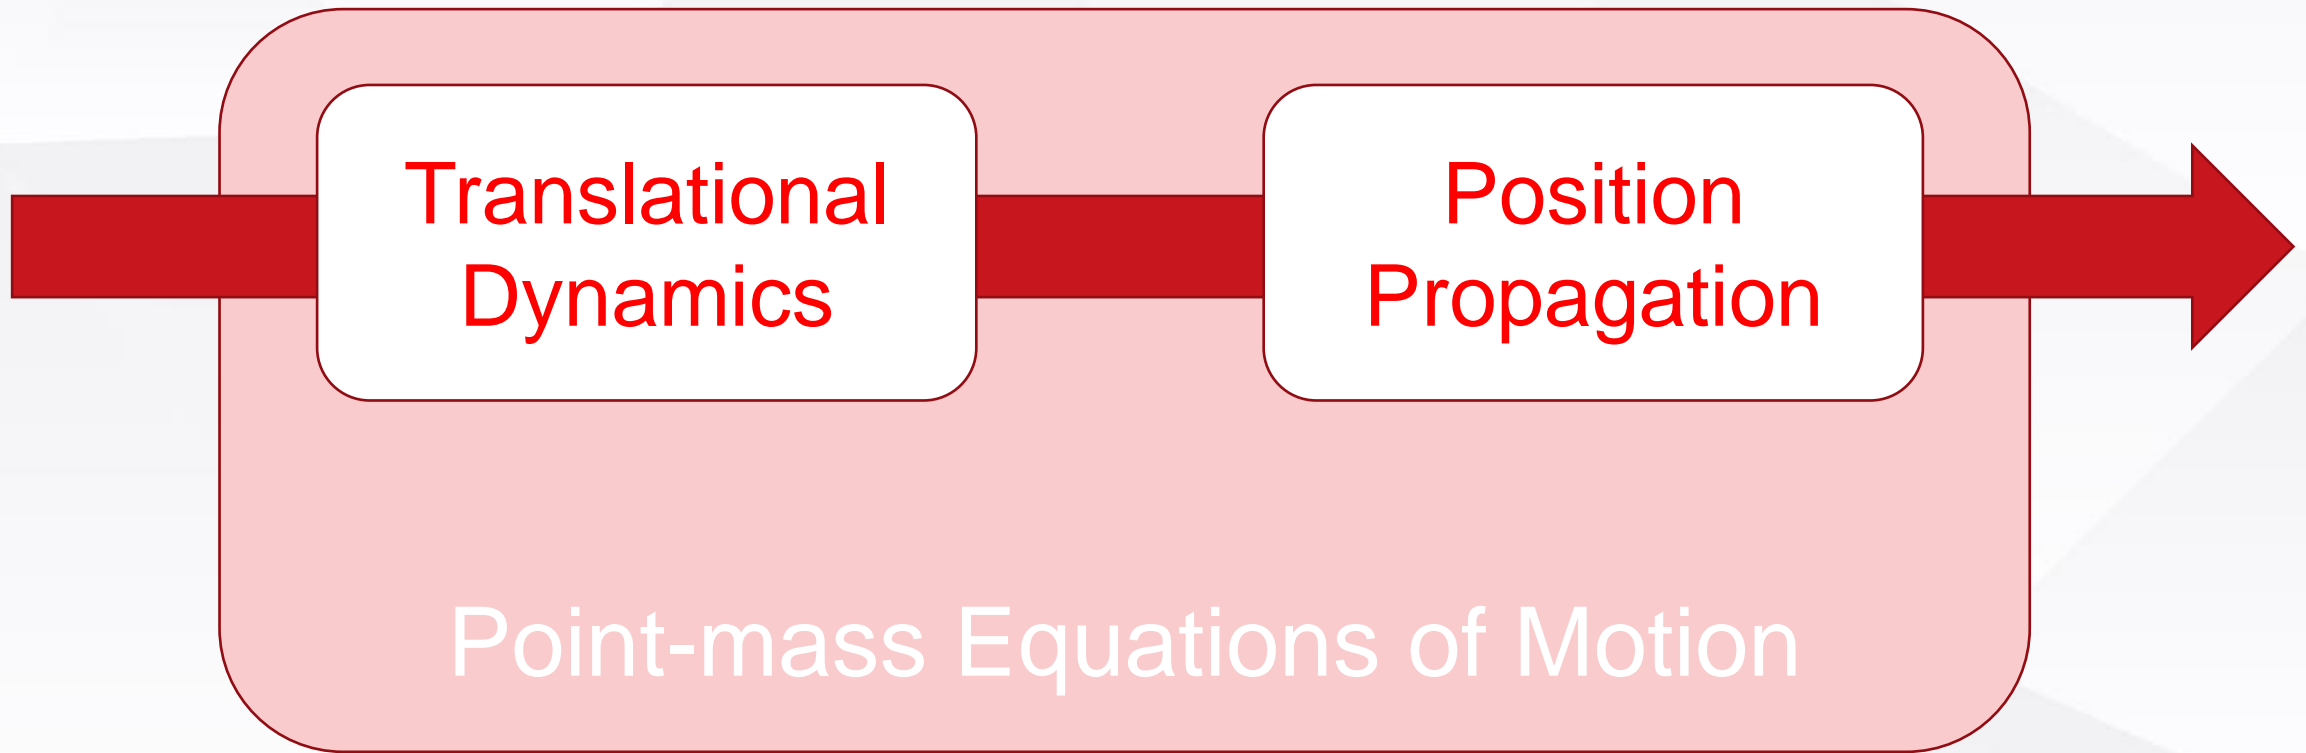 Translational
Dynamics
Position
Propagation
Point-mass Equations of Motion